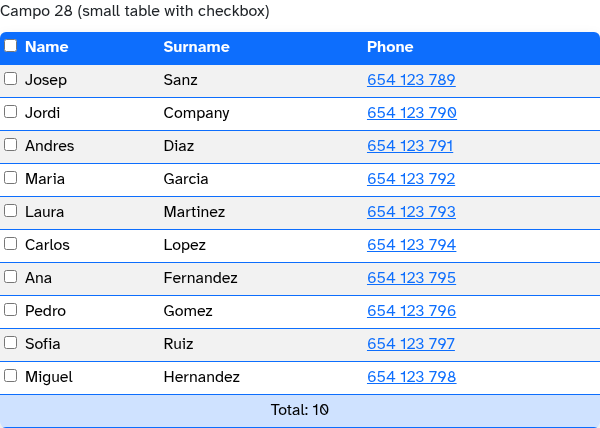 Campo 28 (small table with checkbox)
Name Surname Phone
Josep Sanz 654 123 789
Jordi Company 654 123 790
Andres Diaz 654 123 791
Maria Garcia 654 123 792
Laura Martinez 654 123 793
Carlos Lopez 654 123 794
Ana Fernandez 654 123 795
Pedro Gomez 654 123 796
Sofia Ruiz 654 123 797
Miguel Hernandez 654 123 798
Total: 10